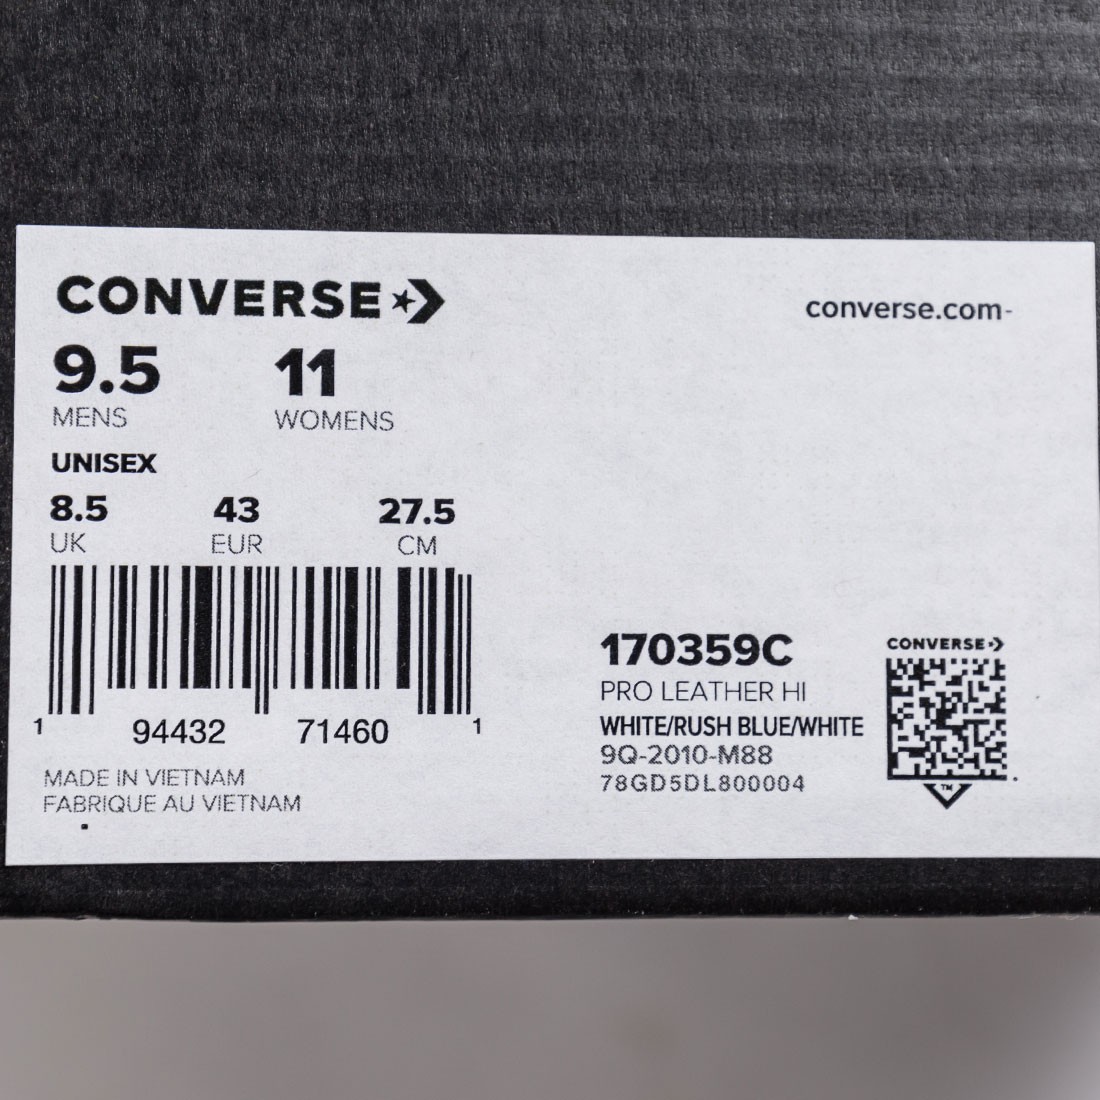 CONVERSE
converse.com
9.5 11
MENS WOMENS
UNISEX
8.5 43 27.5
UK EUR CM
1 94432 71460 1
MADE IN VIETNAM
FABRIQUE AU VIETNAM
170359C
PRO LEATHER HI
WHITE/RUSH BLUE/WHITE
9Q-2010-M88
78GD5DL800004
CONVERSE
TM